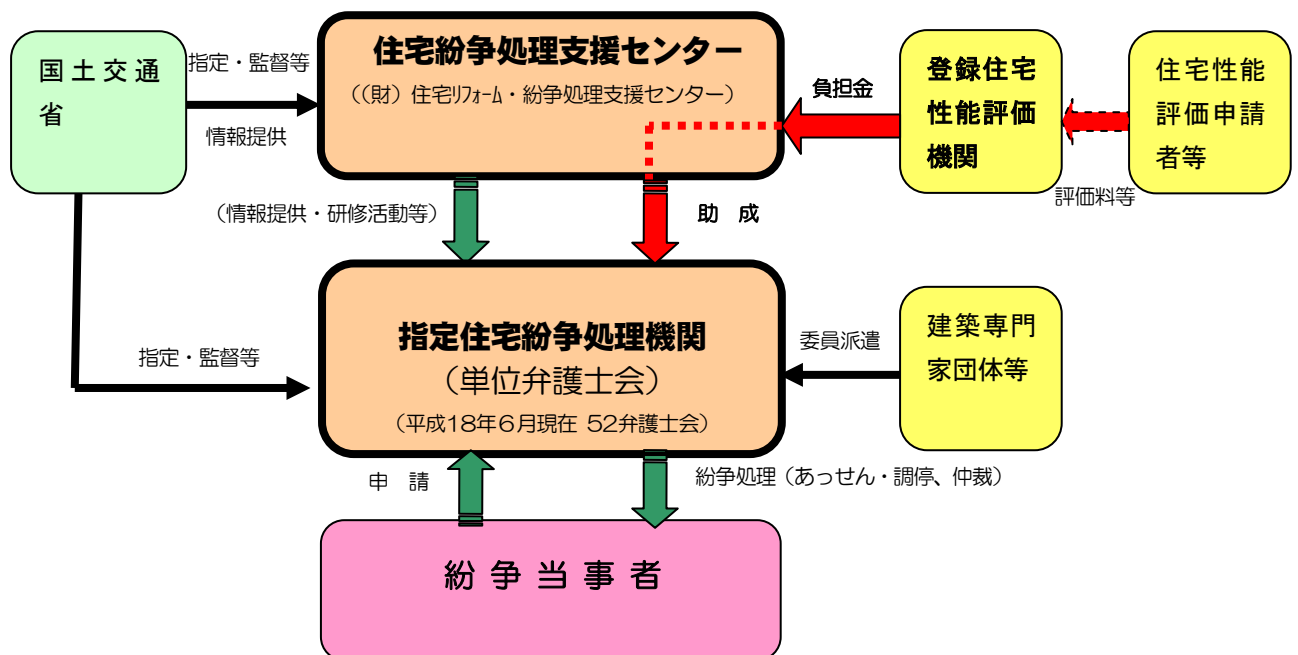 国土交通
省
指定・監督等
情報提供
住宅紛争処理支援センター
((財) 住宅リフォーム・紛争処理支援センター)
負担金
登録住宅
性能評価
機関
住宅性能
評価申請
者等
評価料等
(情報提供・研修活動等)
助 成
指定・監督等
指定住宅紛争処理機関
(単位弁護士会)
(平成18年6月現在 52弁護士会)
委員派遣
建築専門
家団体等
申 請
紛争処理(あっせん・調停、仲裁)
紛 争 当 事 者